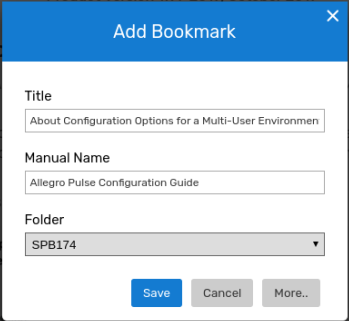 Add Bookmark
Title
About Configuration Options for a Multi-User Environmen
Manual Name
Allegro Pulse Configuration Guide
Folder
SPB174
Save Cancel More..